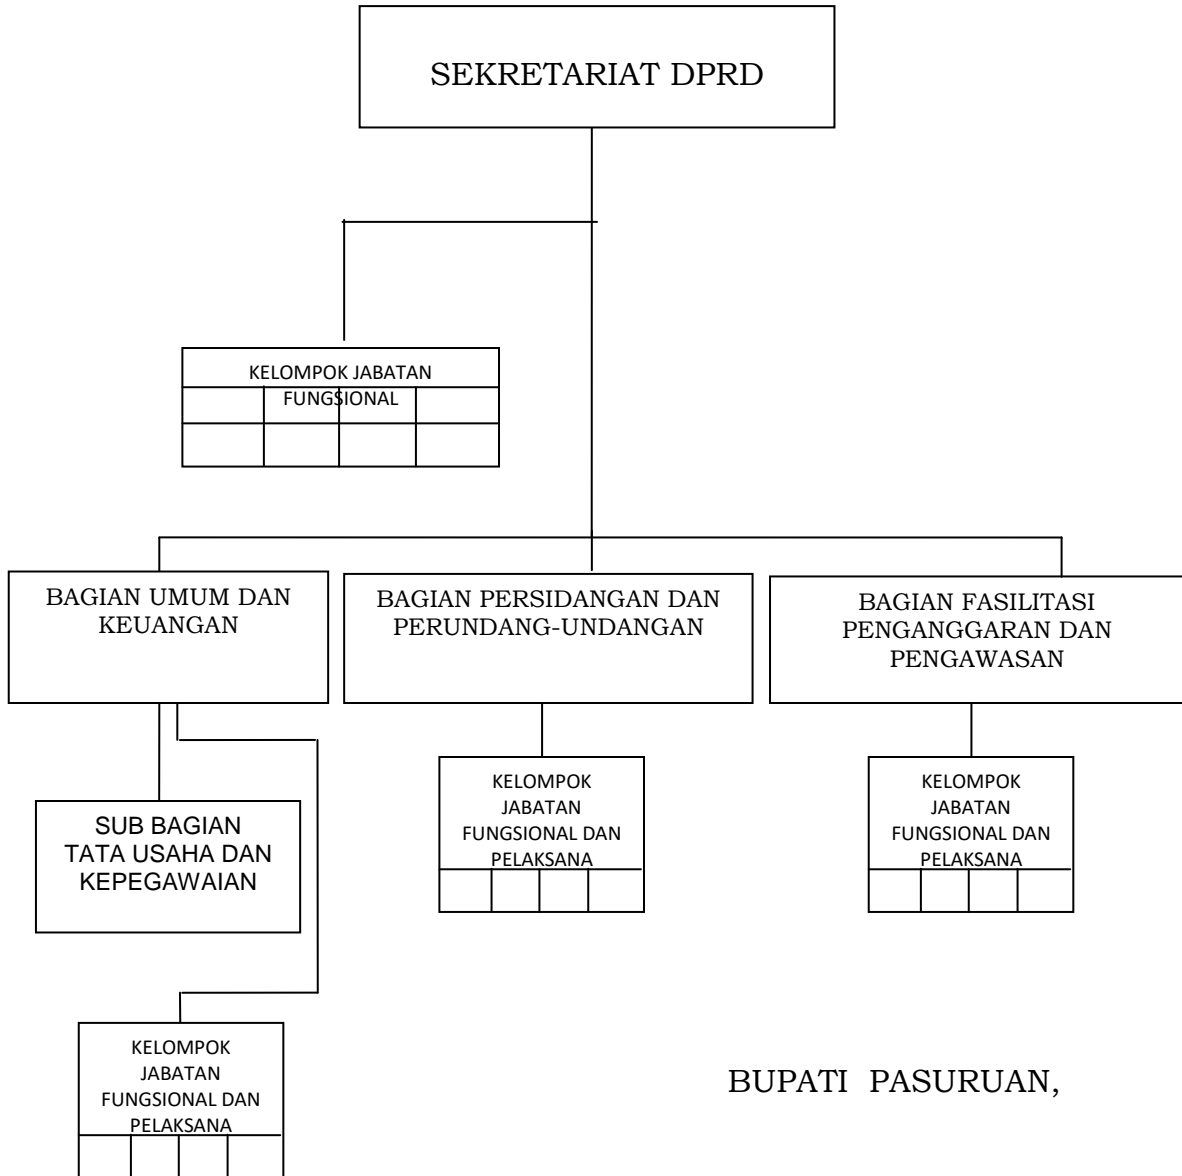 SEKRETARIAT DPRD
KELOMPOK JABATAN
FUNGSIONAL
BAGIAN UMUM DAN
KEUANGAN
BAGIAN PERSIDANGAN DAN
PERUNDANG-UNDANGAN
BAGIAN FASILITASI
PENGANGGARAN DAN
PENGAWASAN
SUB BAGIAN
TATA USAHA DAN
KEPEGAWAIAN
KELOMPOK
JABATAN
FUNGSIONAL DAN
PELAKSANA
KELOMPOK
JABATAN
FUNGSIONAL DAN
PELAKSANA
KELOMPOK
JABATAN
FUNGSIONAL DAN
PELAKSANA
BUPATI PASURUAN,